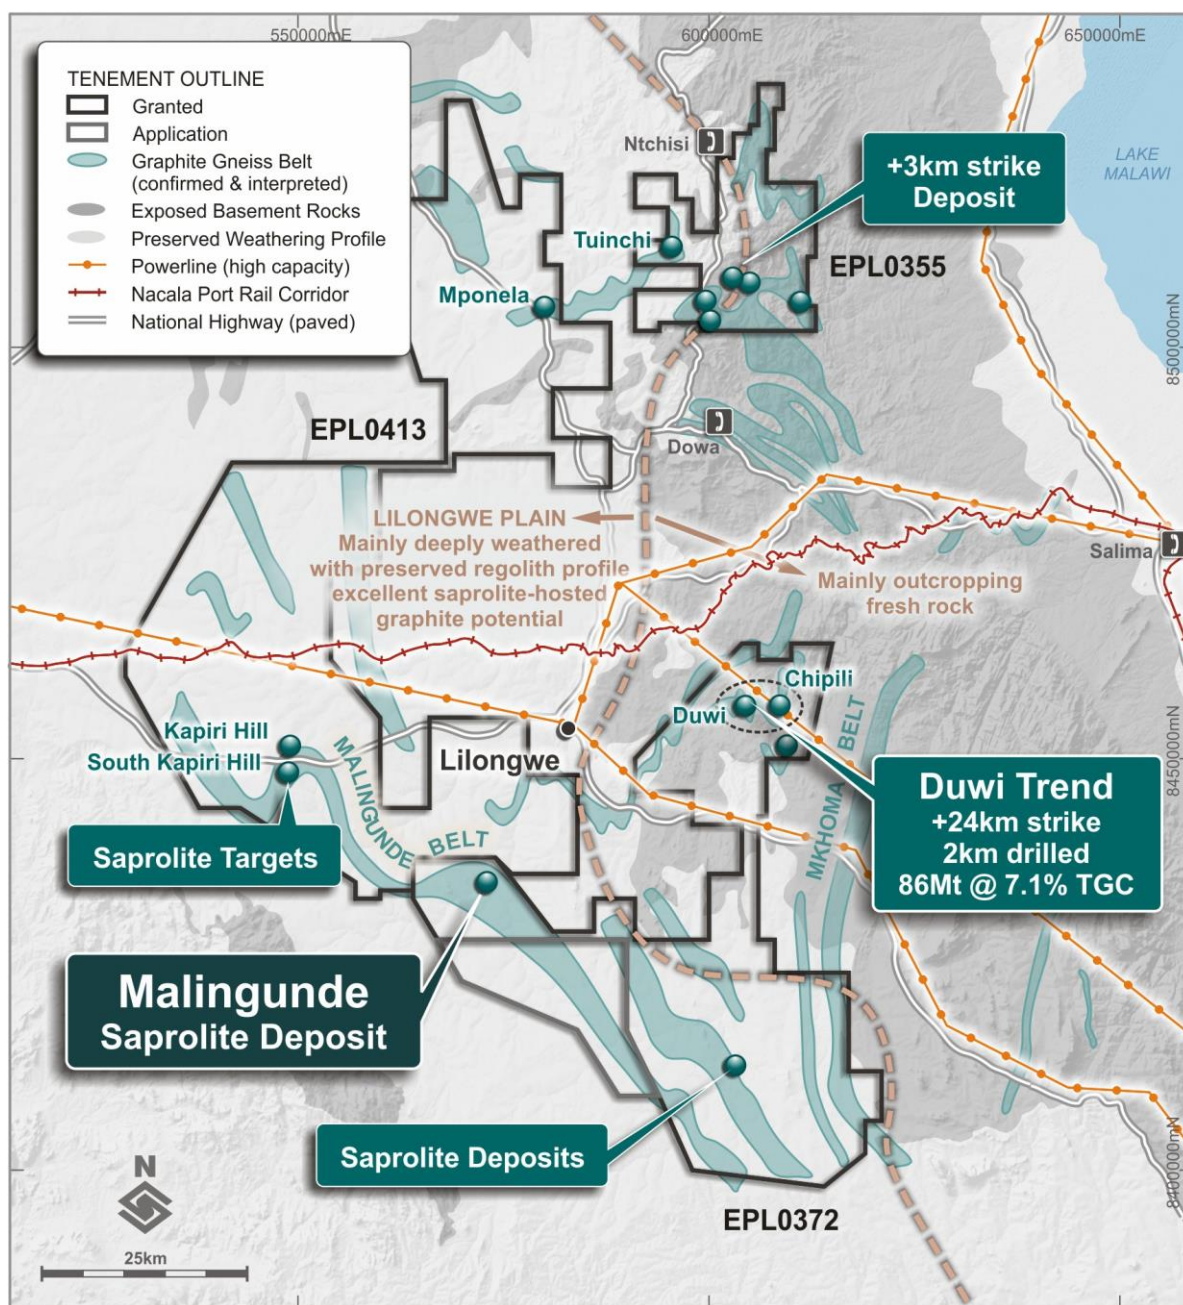 550000mE
600000mE
650000mE
TENEMENT OUTLINE
Granted
Application
Graphite Gneiss Belt
(confirmed & interpreted)
Exposed Basement Rocks
Preserved Weathering Profile
Powerline (high capacity)
Nacala Port Rail Corridor
National Highway (paved)
Ntchisi
+3km strike
Deposit
LAKE
MALAWI
Tuinchi
EPL0355
Mponela
8500000mN
EPL0413
Dowa
LILONGWE PLAIN
Mainly deeply weathered
with preserved regolith profile
excellent saprolite-hosted
graphite potential
Mainly outcropping
fresh rock
Salima
Chipili
Duwi
Kapiri Hill
South Kapiri Hill
Lilongwe
MALINGUNDE BELT
MKHOMA BELT
8450000mN
Duwi Trend
+24km strike
2km drilled
86Mt @ 7.1% TGC
Saprolite Targets
Malingunde
Saprolite Deposit
Saprolite Deposits
8400000mN
EPL0372
N
25km